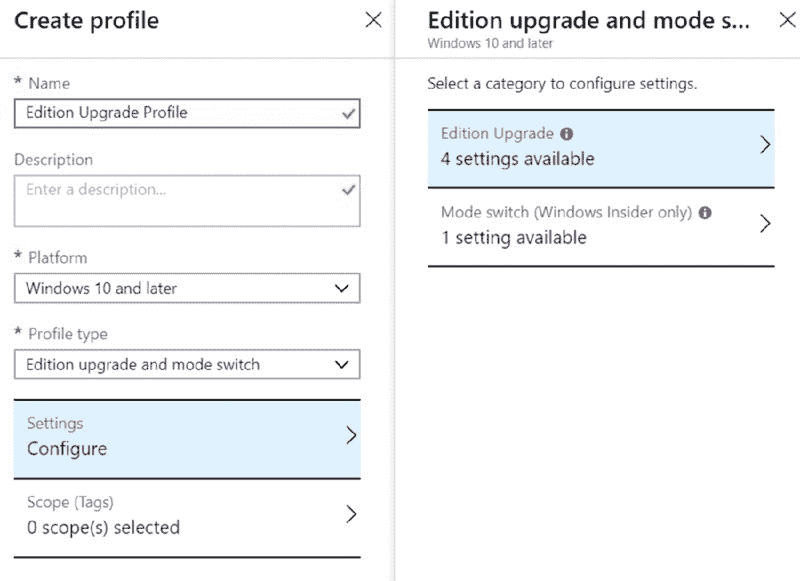 Create profile
* Name
Edition Upgrade Profile
Description
Enter a description...
* Platform
Windows 10 and later
* Profile type
Edition upgrade and mode switch
Settings
Configure
Scope (Tags)
0 scope(s) selected
Edition upgrade and mode s...
Windows 10 and later
Select a category to configure settings.
Edition Upgrade
4 settings available
Mode switch (Windows Insider only)
1 setting available